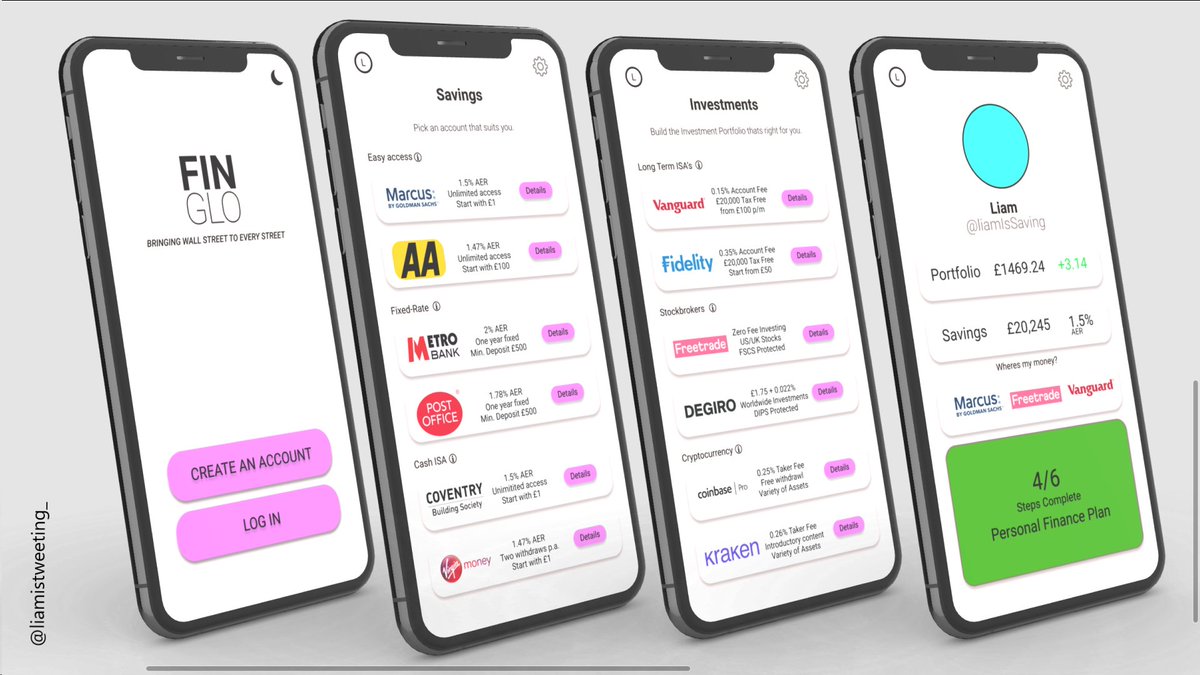 FIN
GLO
BRINGING WALL STREET TO EVERY STREET
CREATE AN ACCOUNT
LOG IN
L
Savings
Pick an account that suits you.
Easy access i
Marcus:
BY GOLDMAN SACHS
1.5% AER
Unlimited access
Start with £1
Details
AA
1.47% AER
Unlimited access
Start with £100
Details
Fixed-Rate i
METRO
BANK
2% AER
One year fixed
Min. Deposit £500
Details
POST
OFFICE
1.78% AER
One year fixed
Min. Deposit £500
Details
Cash ISA i
COVENTRY
Building Society
1.5% AER
Unimitited access
Start with £1
Details
Virgin money
1.47% AER
Two withdraws p.a.
Start with £1
Details
L
Investments
Build the Investment Portfolio thats right for you.
Long Term ISA's i
Vanguard
0.15% Account Fee
£20,000 Tax Free
from £100 p/m
Details
Fidelity
0.35% Account Fee
£20,000 Tax Free
Start from £50
Details
Stockbrokers i
Freetrade
Zero Fee Investing
US/UK Stocks
FSCS Protected
Details
DEGIRO
£1.75 + 0.022%
Worldwide Investments
DIPS Protected
Details
Cryptocurrency i
coinbase | Pro
0.25% Taker Fee
Free withdrawl
Variety of Assets
Details
kraken
0.26% Taker Fee
Introductory content
Variety of Assets
Details
L
Liam
@liamIsSaving
Portfolio £1469.24 +3.14
Savings £20,245 1.5%
AER
Wheres my money?
Marcus:
BY GOLDMAN SACHS
Freetrade
Vanguard
4/6
Steps Complete
Personal Finance Plan
@liamistweeting_